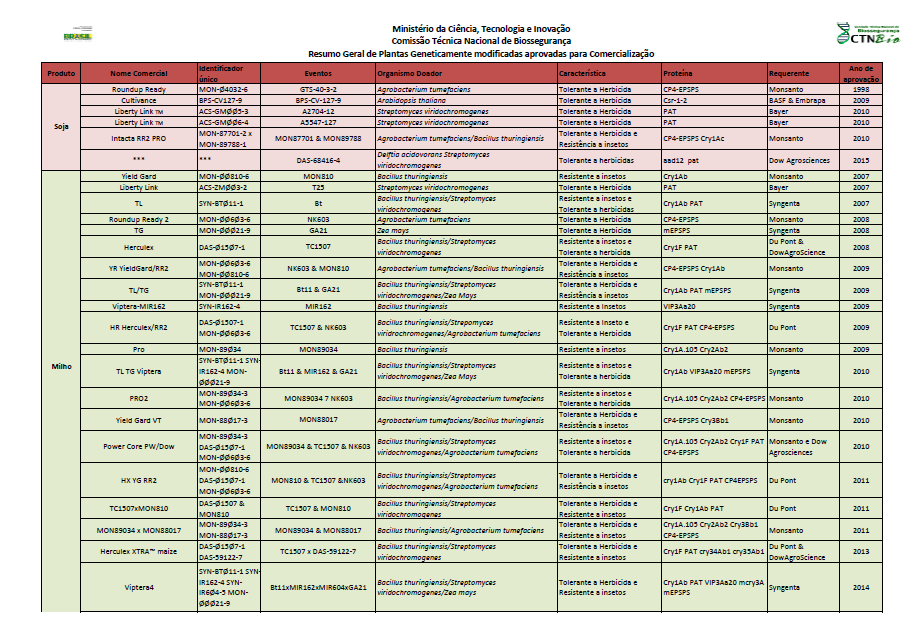 BRASIL
Ministério da Ciência, Tecnologia e Inovação
Comissão Técnica Nacional de Biossegurança
Resumo Geral de Plantas Geneticamente modificadas aprovadas para Comercialização
CTNBio
Produto Nome Comercial Identificador único Eventos Organismo Doador Característica Proteína Requerente Ano de aprovação
Soja
Roundup Ready MON-Ø4032-6 GTS-40-3-2 Agrobacterium tumefaciens Tolerante a Herbicida CP4-EPSPS Monsanto 1998
Cultivance BPS-CV127-9 BPS-CV-127-9 Arabidopsis thaliana Tolerante a Herbicida Csr-1-2 BASF & Embrapa 2009
Liberty Link TM ACS-GMØØ5-3 A2704-12 Streptomyces viridochromogenes Tolerante a Herbicida PAT Bayer 2010
Liberty Link TM ACS-GMØØ6-4 A5547-127 Streptomyces viridochromogenes Tolerante a Herbicida PAT Bayer 2010
Intacta RR2 PRO MON-87701-2 x MON-89788-1 MON87701 & MON89788 Agrobacterium tumefaciens/Bacillus thuringiensis Tolerante a Herbicida e Resistência a insetos CP4-EPSPS Cry1Ac Monsanto 2010
*** *** DAS-68416-4 Delftia acidovorans Streptomyces viridochromogenes Tolerante a herbicidas aad12 pat Dow Agrosciences 2015
Milho
Yield Gard MON-ØØ810-6 MON810 Bacillus thuringiensis Resistente a insetos Cry1Ab Monsanto 2007
Liberty Link ACS-ZMØØ3-2 T25 Streptomyces viridochromogenes Tolerante a Herbicida PAT Bayer 2007
TL SYN-BTØ11-1 Bt Bacillus thuringiensis/Streptomyces viridochromogenes Resistente a insetos e Tolerante a herbicidas Cry1Ab PAT Syngenta 2007
Roundup Ready 2 MON-ØØ6Ø3-6 NK603 Agrobacterium tumefaciens Tolerante a Herbicida CP4-EPSPS Monsanto 2008
TG MON-ØØØ21-9 GA21 Zea mays Tolerante a Herbicida mEPSPS Syngenta 2008
Herculex DAS-Ø15Ø7-1 TC1507 Bacillus thuringiensis/Streptomyces viridochromogenes Resistente a insetos e Tolerante a herbicida Cry1F PAT Du Pont & DowAgroScience 2008
YR YieldGard/RR2 MON-ØØ6Ø3-6 MON-ØØ810-6 NK603 & MON810 Agrobacterium tumefaciens/Bacillus thuringiensis Tolerante a Herbicida e Resistência a insetos CP4-EPSPS Cry1Ab Monsanto 2009
TL/TG SYN-BTØ11-1 MON-ØØØ21-9 Bt11 & GA21 Bacillus thuringiensis/Streptomyces viridochromogenes/Zea Mays Tolerante a Herbicida e Resistência a insetos Cry1Ab PAT mEPSPS Syngenta 2009
Viptera-MIR162 SYN-IR162-4 MIR162 Bacillus thuringiensis Resistente a Insetos VIP3Aa20 Syngenta 2009
HR Herculex/RR2 DAS-Ø1507-1 MON-ØØ6Ø3-6 TC1507 & NK603 Bacillus thuringiensis/Strepomyces viridrochromogenes/Agrobacterium tumefaciens Resistente a Inseto e Tolerante a Herbicida Cry1F PAT CP4-EPSPS Du Pont 2009
Pro MON-89Ø34 MON89034 Bacillus thuringiensis Resistente a insetos Cry1A.105 Cry2Ab2 Monsanto 2009
TL TG Viptera SYN-BTØ11-1 SYN-IR162-4 MON-ØØØ21-9 Bt11 & MIR162 & GA21 Bacillus thuringiensis/Streptomyces viridochromogenes/Zea Mays Resistente a insetos e Tolerante a herbicida Cry1Ab VIP3Aa20 mEPSPS Syngenta 2010
PRO2 MON-89Ø34-3 MON-ØØ6Ø3-6 MON89034 7 NK603 Bacillus thuringiensis/Agrobacterium tumefaciens Resistente a insetos e Tolerante a herbicida Cry1A.105 Cry2Ab2 CP4-EPSPS Monsanto 2010
Yield Gard VT MON-88Ø17-3 MON88017 Agrobacterium tumefaciens/Bacillus thuringiensis Tolerante a Herbicida e Resistência a insetos CP4-EPSPS Cry3Bb1 Monsanto 2010
Power Core PW/Dow MON-89Ø34-3 DAS-Ø15Ø7-1 MON-ØØ6Ø3-6 MON89034 & TC1507 & NK603 Bacillus thuringiensis/Streptomyces viridochromogenes/Agrobacterium tumefaciens Resistente a insetos e Tolerante a herbicida Cry1A.105 Cry2Ab2 Cry1F PAT CP4-EPSPS Monsanto e Dow Agrosciences 2010
HX YG RR2 MON-ØØ810-6 DAS-Ø15Ø7-1 MON-ØØ6Ø3-6 MON810 & TC1507 &NK603 Bacillus thuringiensis/Streptomyces viridochromogenes/Agrobacterium tumefaciens Tolerante a Herbicida e Resistência a insetos cry1Ab Cry1F PAT CP4EPSPS Du Pont 2011
TC1507xMON810 DAS-Ø1507 & MON810 TC1507 & MON810 Bacillus thuringiensis/Streptomyces viridochromogenes Tolerante a Herbicida e Resistente a insetos Cry1F Cry1Ab PAT Du Pont 2011
MON89034 x MON88017 MON-89Ø34-3 MON-88Ø17-3 MON89034 & MON88017 Bacillus thuringiensis/Agrobacterium tumefaciens Tolerante a Herbicida e Resistente a insetos Cry1A.105 Cry2Ab2 Cry3Bb1 CP4-EPSPS Monsanto 2011
Herculex XTRA™ maize DAS-Ø15Ø7-1 DAS-59122-7 TC1507 x DAS-59122-7 Bacillus thuringiensis/Streptomyces viridochromogenes Tolerante a Herbicida e Resistente a insetos Cry1F PAT cry34Ab1 cry35Ab1 Du Pont & DowAgroScience 2013
Viptera4 SYN-BTØ11-1 SYN-IR162-4 SYN-IR6Ø4-5 MON-ØØØ21-9 Bt11xMIR162xMIR604xGA21 Bacillus thuringiensis/Streptomyces viridochromogenes/Zea mays Tolerante a Herbicida e Resistente a insetos Cry1Ab PAT VIP3Aa20 mcry3A mEPSPS Syngenta 2014